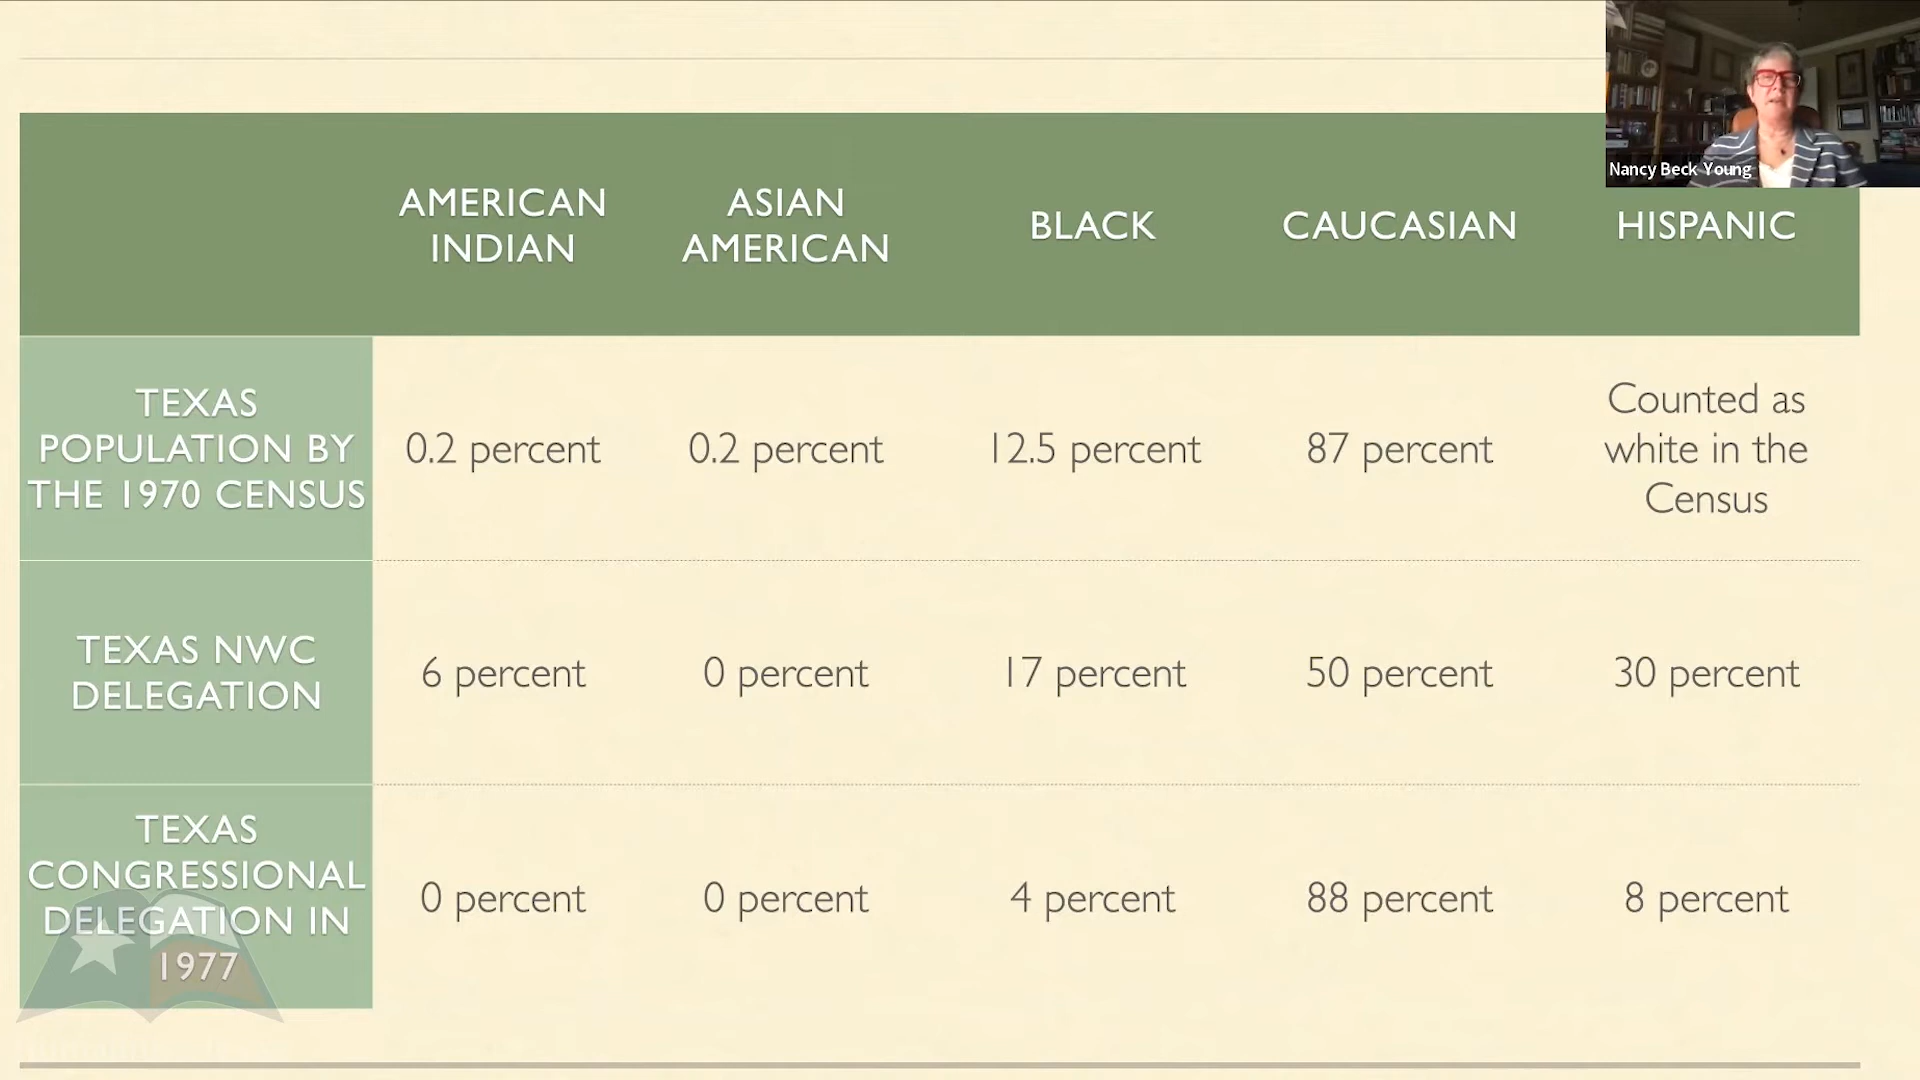 Nancy Beck Young
AMERICAN
INDIAN
ASIAN
AMERICAN
BLACK
CAUCASIAN
HISPANIC
TEXAS
POPULATION BY
THE 1970 CENSUS
0.2 percent
0.2 percent
12.5 percent
87 percent
Counted as
white in the
Census
TEXAS NWC
DELEGATION
6 percent
0 percent
17 percent
50 percent
30 percent
TEXAS
CONGRESSIONAL
DELEGATION IN
1977
0 percent
0 percent
4 percent
88 percent
8 percent